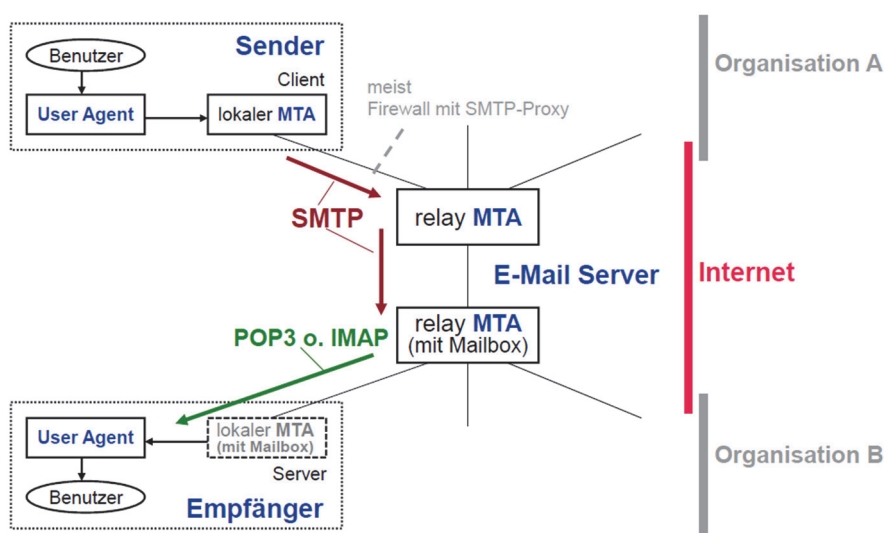 Sender
Benutzer
Client
User Agent
lokaler MTA
meist
Firewall mit SMTP-Proxy
Organisation A
SMTP
relay MTA
E-Mail Server
Internet
relay MTA
(mit Mailbox)
POP3 o. IMAP
User Agent
lokaler MTA
(mit Mailbox)
Server
Benutzer
Empfänger
Organisation B